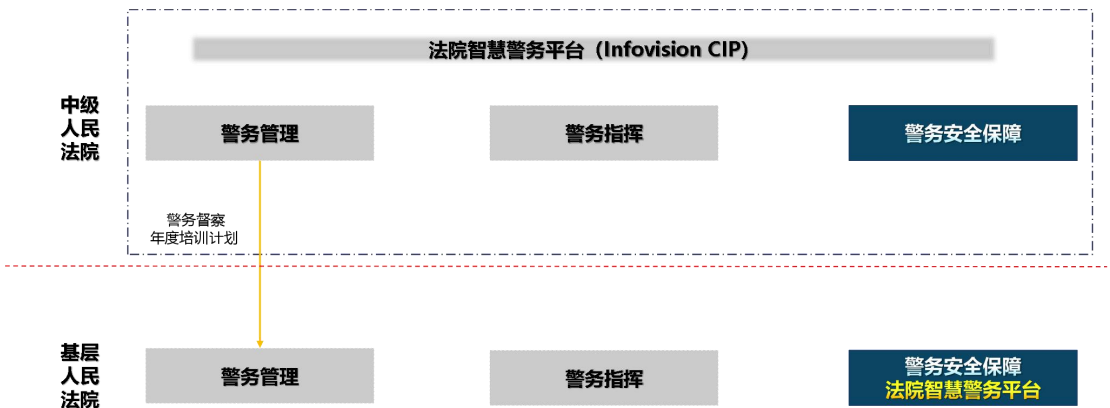 法院智慧警务平台（Infovision CIP）
中级
人民
法院
警务管理
警务指挥
警务安全保障
警务督察
年度培训计划
基层
人民
法院
警务管理
警务指挥
警务安全保障
法院智慧警务平台